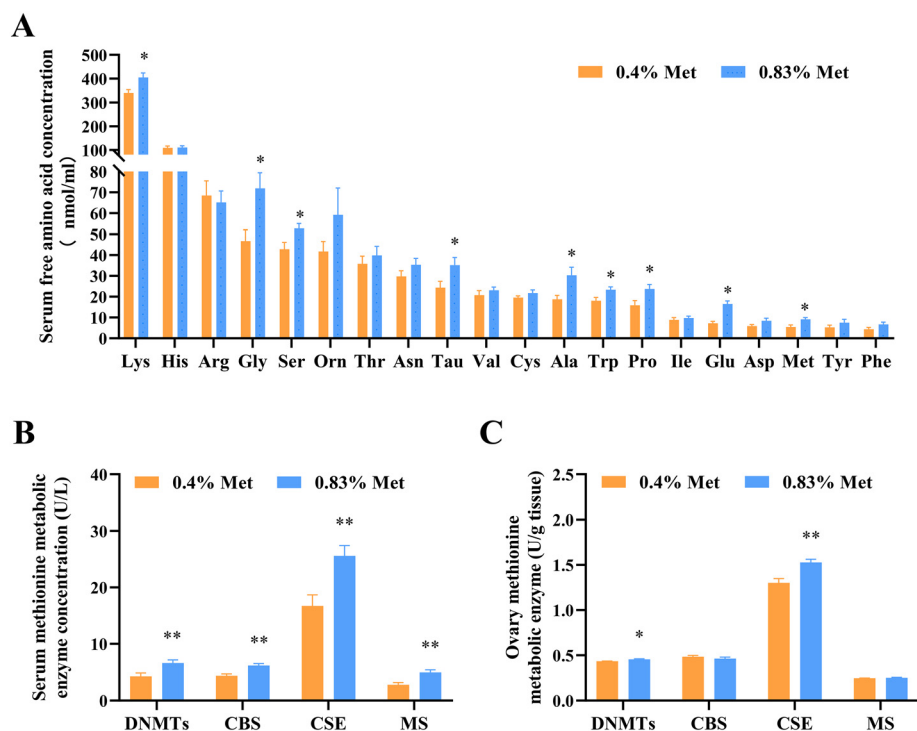 A
Serum free amino acid concentration
( nmol/ml)
500
400
300
200
100
80
70
60
50
40
30
20
10
0
0.4% Met 0.83% Met
* * * * * * * * *
Lys His Arg Gly Ser Orn Thr Asn Tau Val Cys Ala Trp Pro Ile Glu Asp Met Tyr Phe
B
Serum methionine metabolic
enzyme concentration (U/L)
40
30
20
10
0
0.4% Met 0.83% Met
** ** ** **
DNMTs CBS CSE MS
C
Ovary methionine
metabolic enzyme (U/g tissue)
2.5
2.0
1.5
1.0
0.5
0.0
0.4% Met 0.83% Met
* **
DNMTs CBS CSE MS